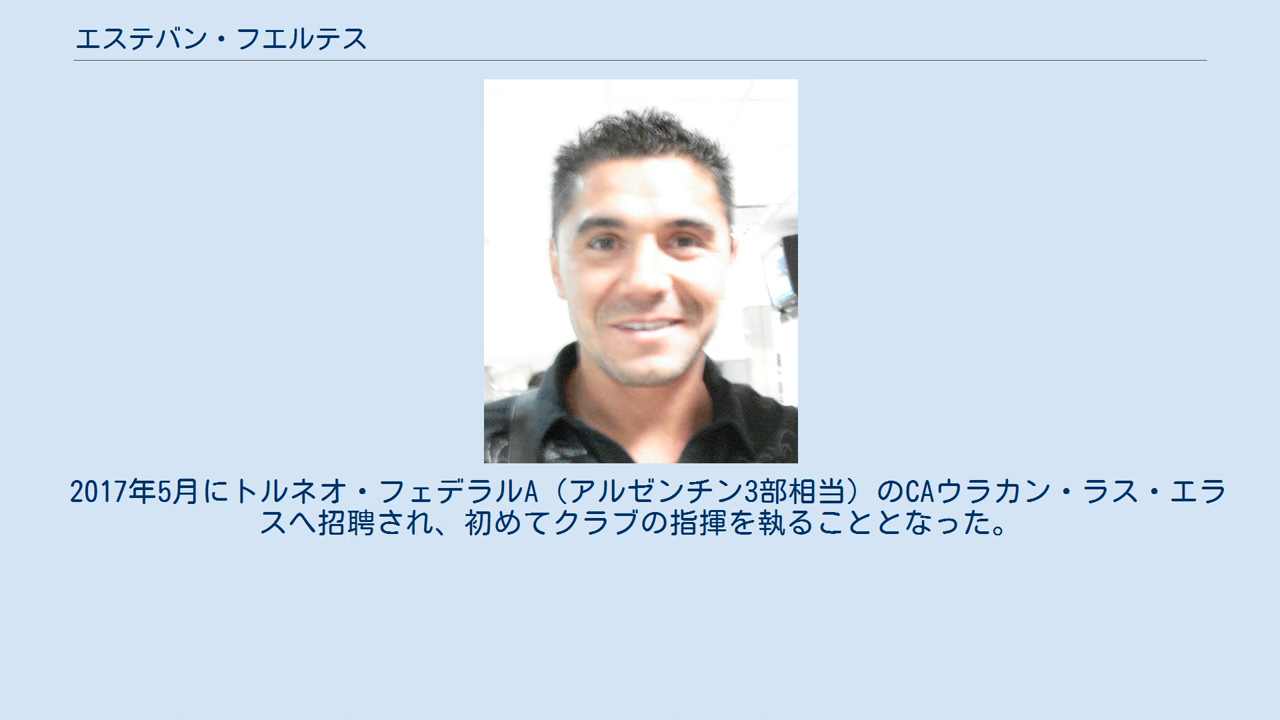 エステバン・フエルテス
2017年5月にトルネオ・フェデラルA（アルゼンチン3部相当）のCAウラカン・ラス・エラ
スへ招聘され、初めてクラブの指揮を執ることとなった。